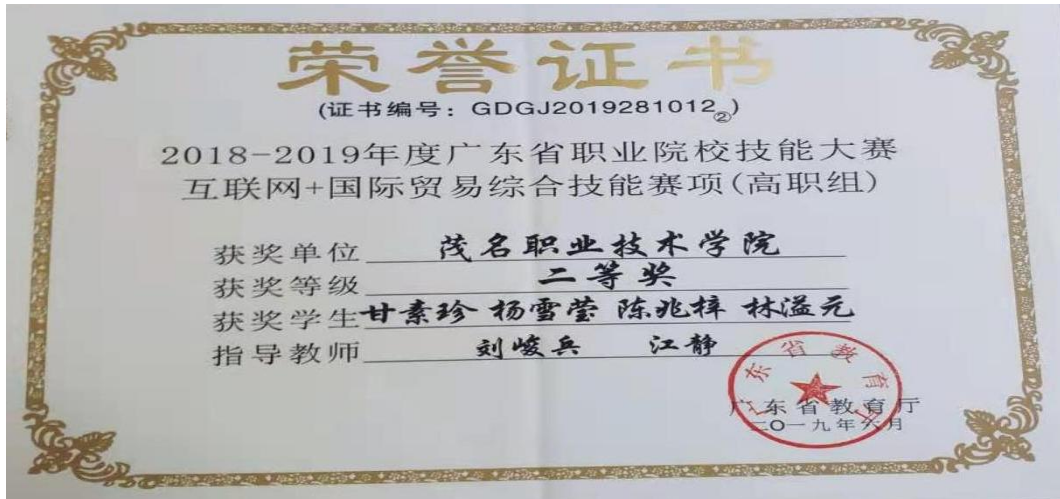 荣誉证书
(证书编号：GDGJ2019281012②)
2018-2019年度广东省职业院校技能大赛
互联网+国际贸易综合技能赛项(高职组)
获奖单位 茂名职业技术学院
获奖等级 二等奖
获奖学生 甘素珍 杨雪莹 陈兆梓 林溢元
指导教师 刘峻兵 江静
广东省教育厅
广东省教育厅
二〇一九年六月